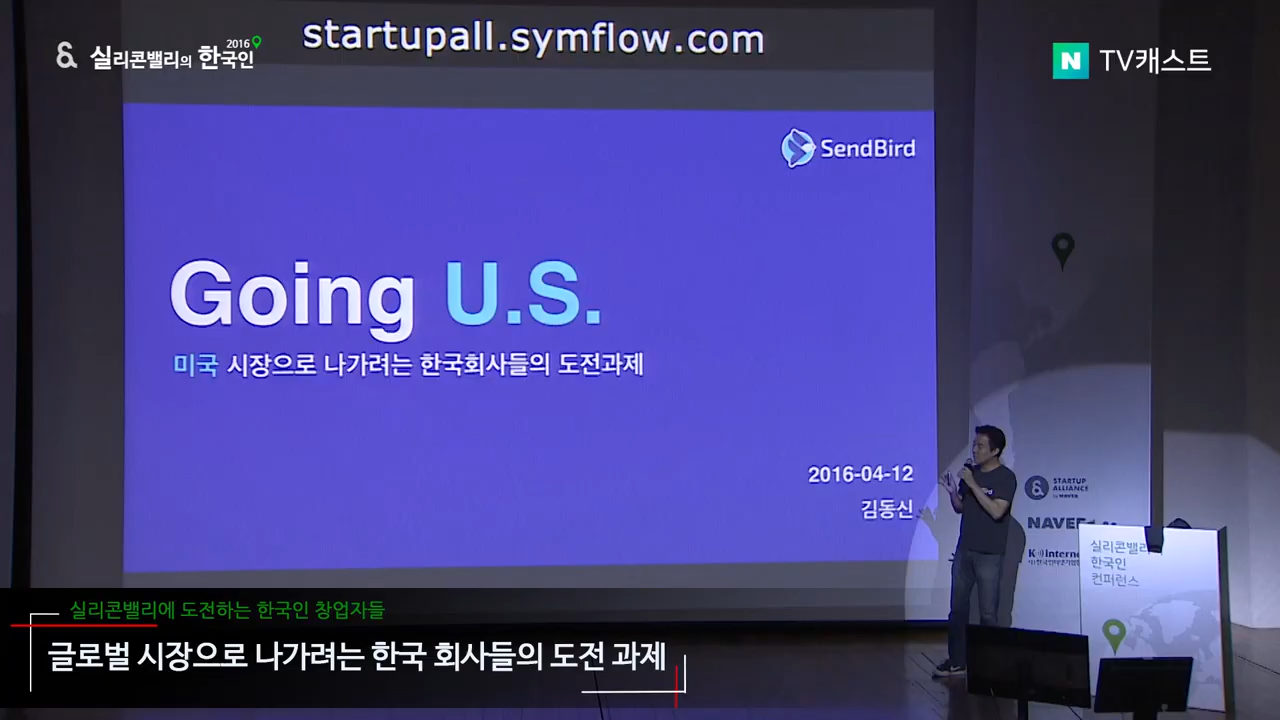 startupall.symflow.com
& 실리콘밸리의 한국인 2016
N TV캐스트
SendBird
Going U.S.
미국 시장으로 나가려는 한국회사들의 도전과제
2016-04-12
김동신
& STARTUP
ALLIANCE
by NAVER
실리콘밸리
한국인
컨퍼런스
실리콘밸리에 도전하는 한국인 창업자들
글로벌 시장으로 나가려는 한국 회사들의 도전 과제